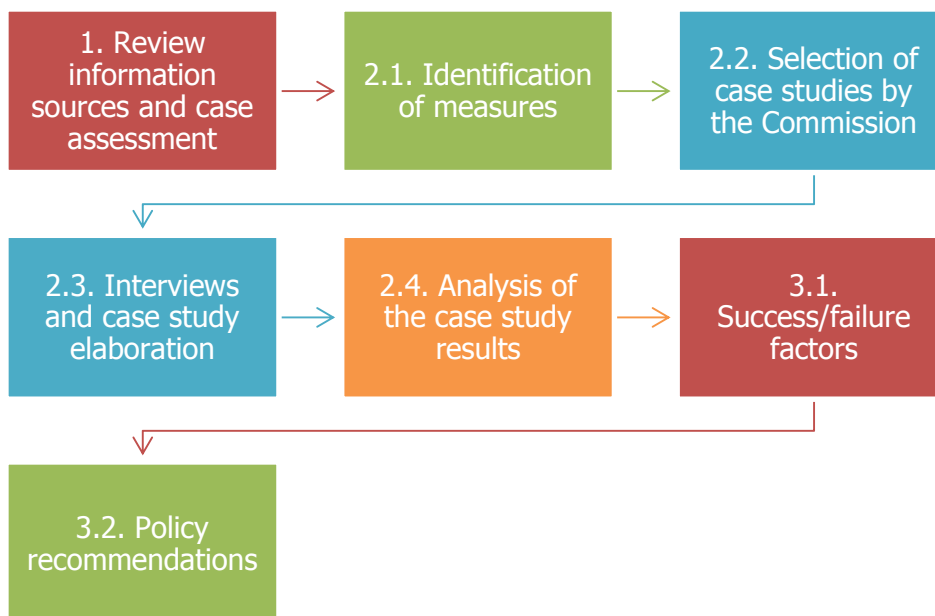 1. Review
information
sources and case
assessment
2.1. Identification
of measures
2.2. Selection of
case studies by
the Commission
2.3. Interviews
and case study
elaboration
2.4. Analysis of
the case study
results
3.1.
Success/failure
factors
3.2. Policy
recommendations